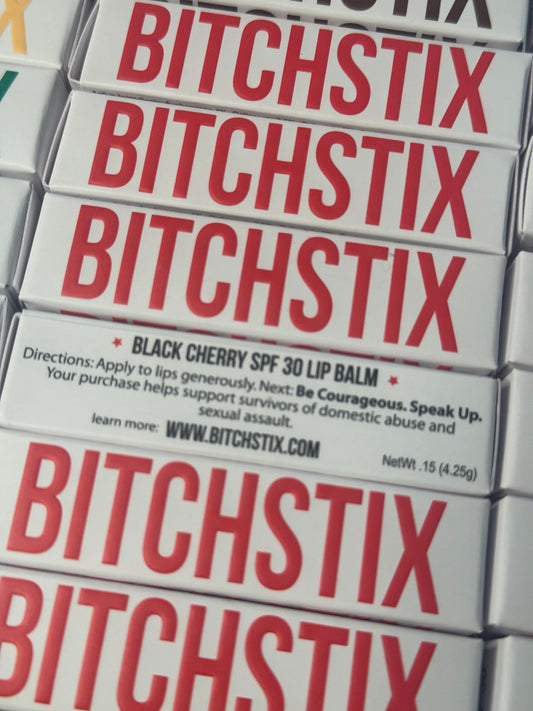 BITCHSTIX
BITCHSTIX
BITCHSTIX
★ BLACK CHERRY SPF 30 LIP BALM ★
Directions: Apply to lips generously. Next: Be Courageous. Speak Up.
Your purchase helps support survivors of domestic abuse and
sexual assault.
learn more: WWW.BITCHSTIX.COM
NetWt .15 (4.25g)
BITCHSTIX
BITCHSTIX